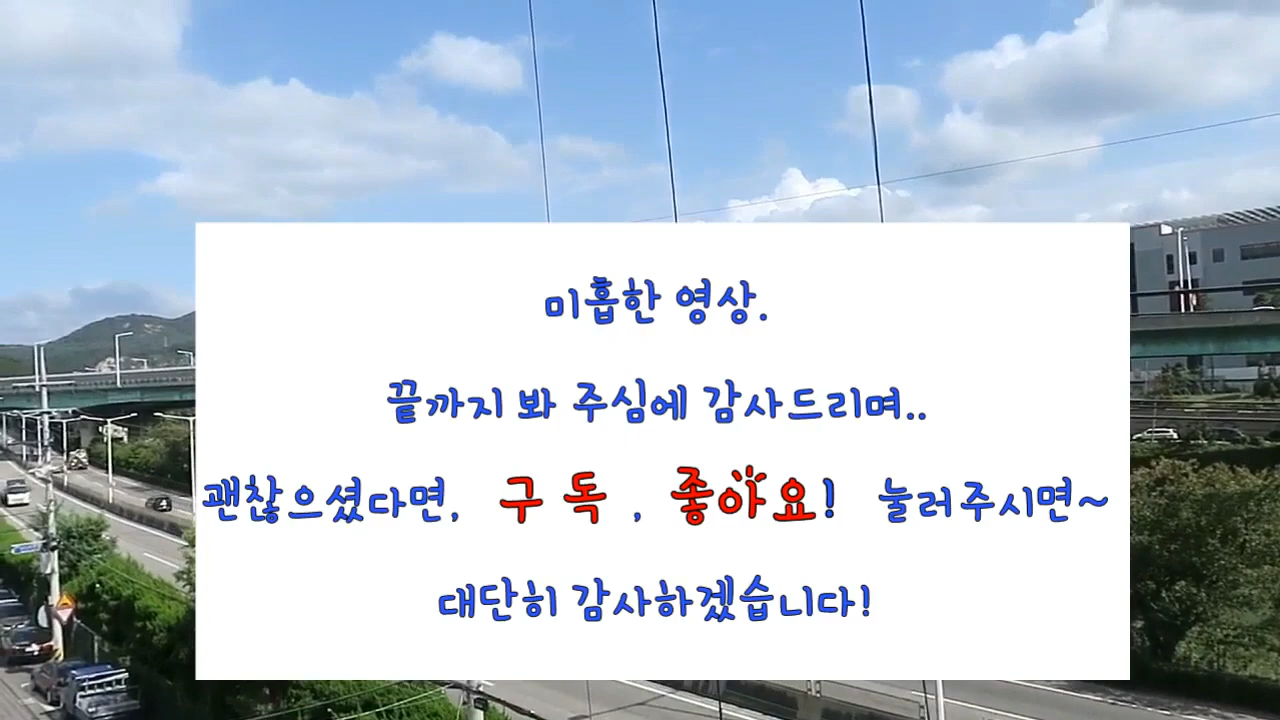 미흡한 영상.
끝까지 봐 주심에 감사드리며..
괜찮으셨다면, 구 독 , 좋아요! 눌러주시면~
대단히 감사하겠습니다!